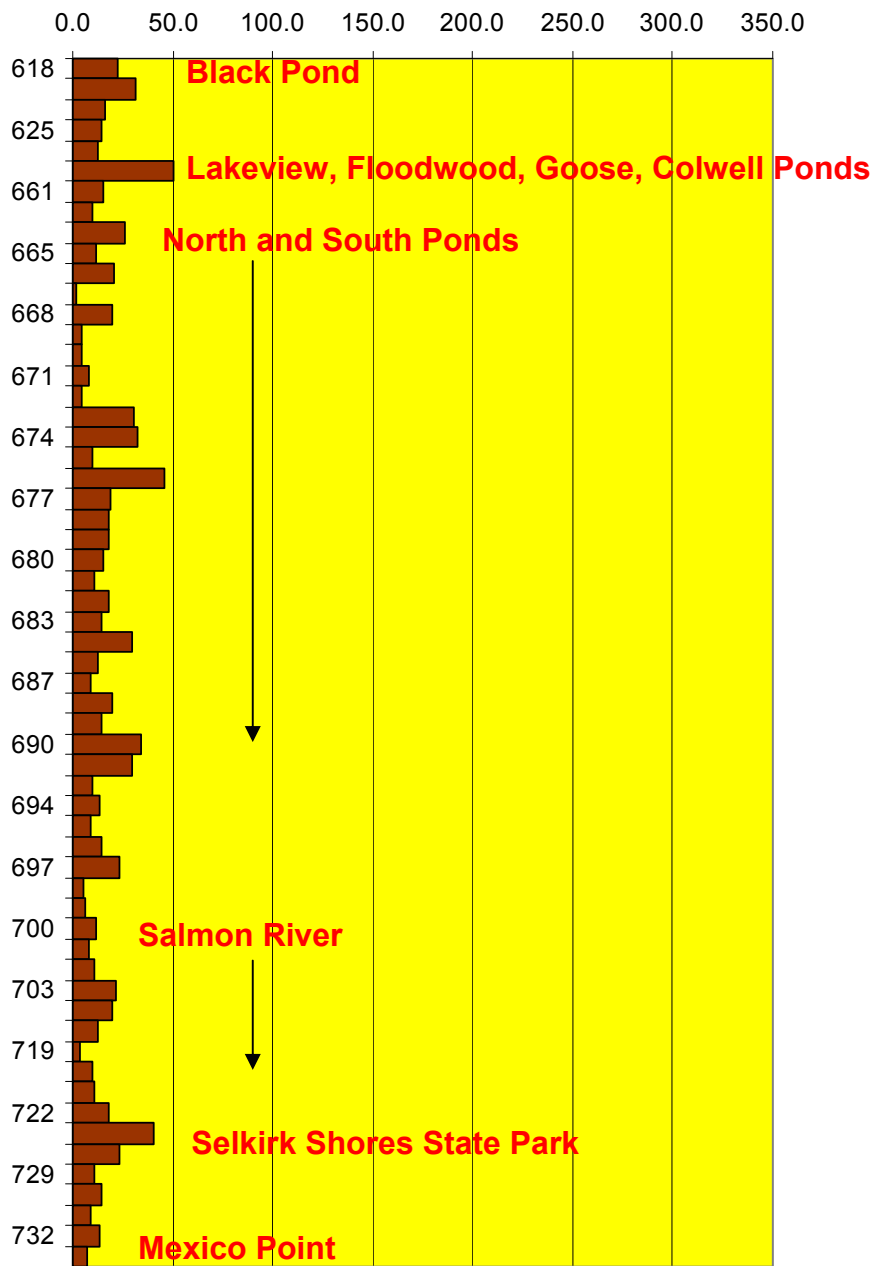 0.0 50.0 100.0 150.0 200.0 250.0 300.0 350.0
618 Black Pond
625
Lakeview, Floodwood, Goose, Colwell Ponds
661
North and South Ponds
665
668
671
674
677
680
683
687
690
694
697
700 Salmon River
703
719
722
Selkirk Shores State Park
729
732
Mexico Point